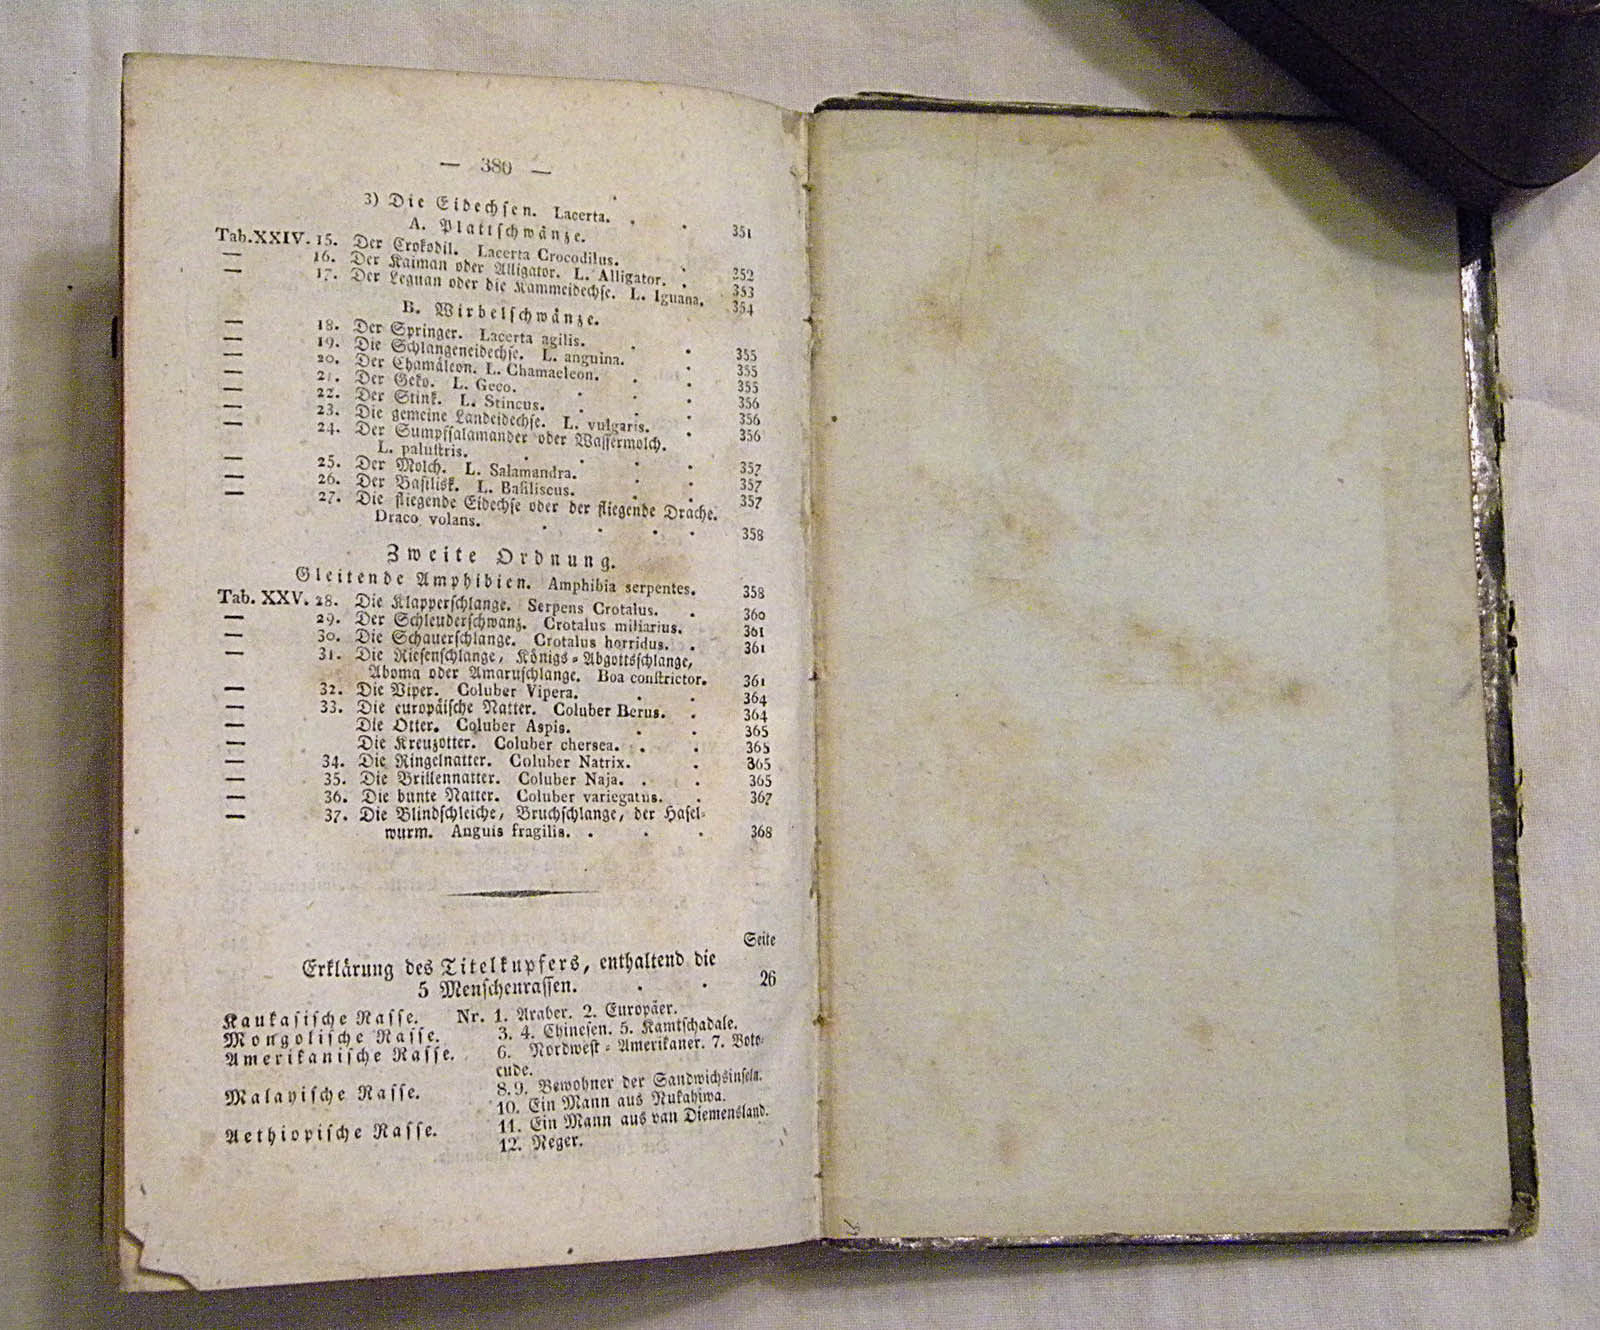 — 380 —
3) Die Eidechsen. Lacerta. . . 351
A. Plattschwänze.
Tab. XXIV. 15. Der Crokodil. Lacerta Crocodilus. . 352
— 16. Der Kaiman oder Alligator. L. Alligator. . 353
— 17. Der Leguan oder die Kammeidechse. L. Iguana. 354
B. Wirbelschwänze.
— 18. Der Springer. Lacerta agilis. . . 355
— 19. Die Schlangeneidechse. L. anguina. . 355
— 20. Der Chamäleon. L. Chamaeleon. . . 355
— 21. Der Geko. L. Geco. . . . 356
— 22. Der Stink. L. Stincus. . . . 356
— 23. Die gemeine Landeidechse. L. vulgaris. . 356
— 24. Der Sumpfsalamander oder Wassermolch.
L. palustris. . . . . 357
— 25. Der Molch. L. Salamandra. . . 357
— 26. Der Basilisk. L. Basiliscus. . . 357
— 27. Die fliegende Eidechse oder der fliegende Drache.
Draco volans. . . . . 358
Zweite Ordnung.
Gleitende Amphibien. Amphibia serpentes. 358
Tab. XXV. 28. Die Klapperschlange. Serpens Crotalus. . 360
— 29. Der Schleuderschwanz. Crotalus miliarius. 361
— 30. Die Schauerschlange. Crotalus horridus. . 361
— 31. Die Riesenschlange, Königs-Abgottsschlange,
Aboma oder Amaruschlange. Boa constrictor. 361
— 32. Die Viper. Coluber Vipera. . . 364
— 33. Die europäische Natter. Coluber Berus. . 364
— Die Otter. Coluber Aspis. . . 365
— Die Kreuzotter. Coluber chersea. . . 365
— 34. Die Ringelnatter. Coluber Natrix. . 365
— 35. Die Brillennatter. Coluber Naja. . . 365
— 36. Die bunte Natter. Coluber variegatus. . 367
— 37. Die Blindschleiche, Bruchschlange, der Hasel-
wurm. Anguis fragilis. . . . 368
Seite
Erklärung des Titelkupfers, enthaltend die
5 Menschenrassen. . . 26
Kaukasische Rasse. Nr. 1. Araber. 2. Europäer.
Mongolische Rasse. 3. 4. Chinesen. 5. Kamtschadale.
Amerikanische Rasse. 6. Nordwest-Amerikaner. 7. Boto-
cude.
Malayische Rasse. 8. 9. Bewohner der Sandwichsinseln.
10. Ein Mann aus Nukahiwa.
Aethiopische Rasse. 11. Ein Mann aus van Diemensland.
12. Neger.